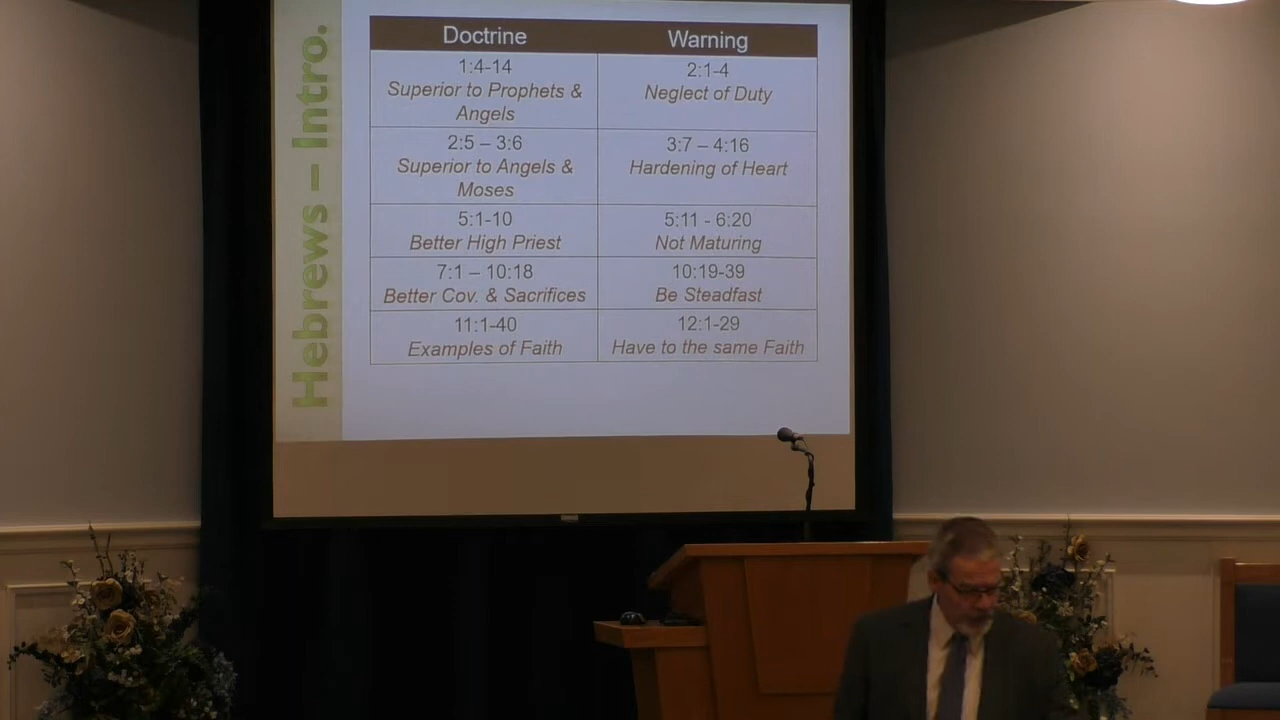 Hebrews – Intro.
Doctrine Warning
1:4-14 2:1-4
Superior to Prophets & Neglect of Duty
Angels
2:5 – 3:6 3:7 – 4:16
Superior to Angels & Hardening of Heart
Moses
5:1-10 5:11 - 6:20
Better High Priest Not Maturing
7:1 – 10:18 10:19-39
Better Cov. & Sacrifices Be Steadfast
11:1-40 12:1-29
Examples of Faith Have to the same Faith